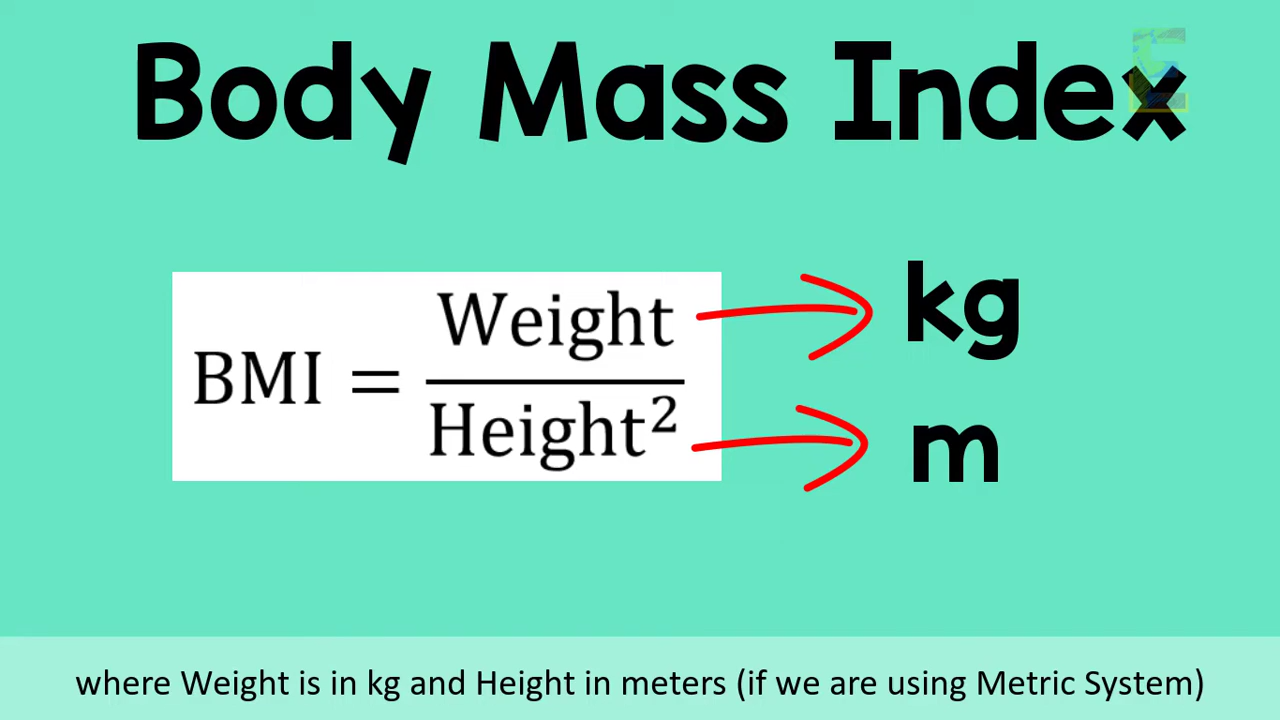 Body Mass Index
BMI = Weight / Height²
kg
m
where Weight is in kg and Height in meters (if we are using Metric System)